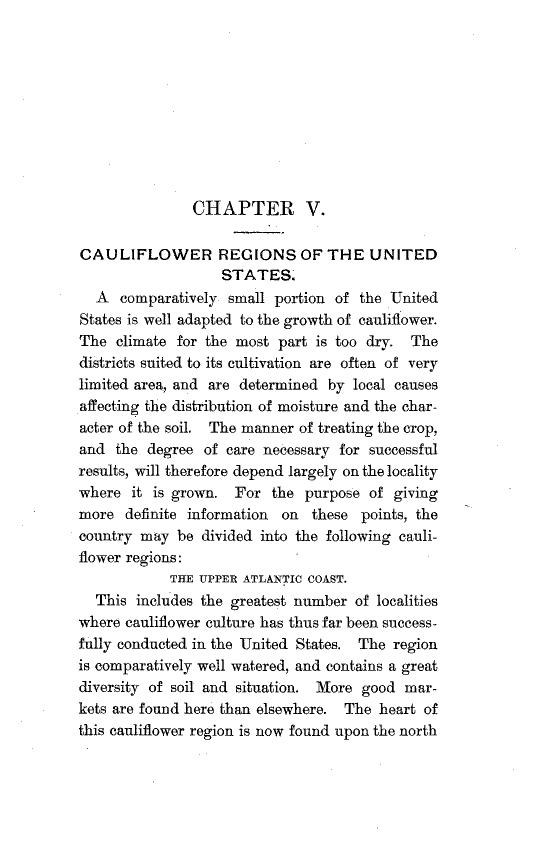 CHAPTER V.
CAULIFLOWER REGIONS OF THE UNITED
STATES.
A comparatively small portion of the United
States is well adapted to the growth of cauliflower.
The climate for the most part is too dry. The
districts suited to its cultivation are often of very
limited area, and are determined by local causes
affecting the distribution of moisture and the char-
acter of the soil. The manner of treating the crop,
and the degree of care necessary for successful
results, will therefore depend largely on the locality
where it is grown. For the purpose of giving
more definite information on these points, the
country may be divided into the following cauli-
flower regions:
THE UPPER ATLANTIC COAST.
This includes the greatest number of localities
where cauliflower culture has thus far been success-
fully conducted in the United States. The region
is comparatively well watered, and contains a great
diversity of soil and situation. More good mar-
kets are found here than elsewhere. The heart of
this cauliflower region is now found upon the north